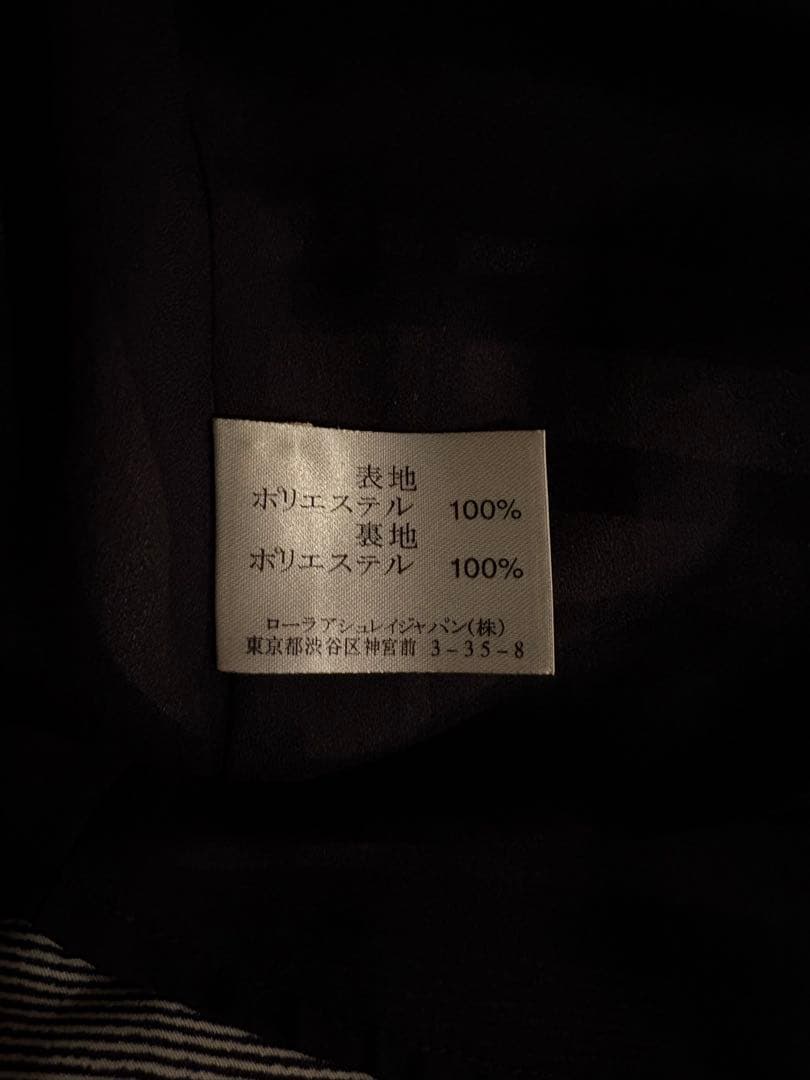 表地
ポリエステル 100%
裏地
ポリエステル 100%
ローラアシュレイジャパン(株)
東京都渋谷区神宮前 3-35-8